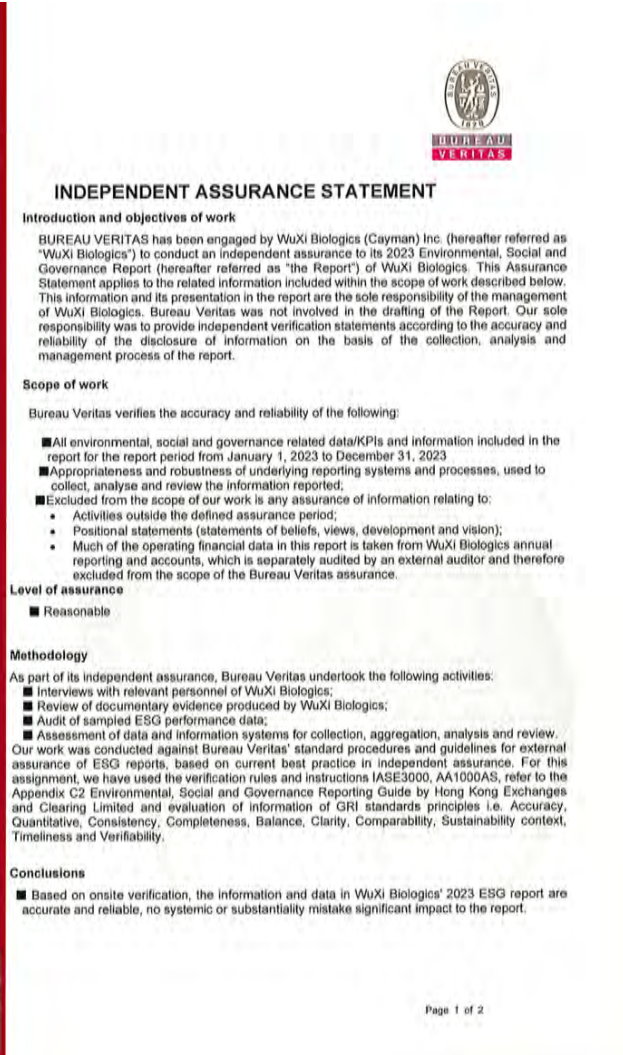 BUREAU VERITAS
1828
BUREAU
VERITAS
INDEPENDENT ASSURANCE STATEMENT
Introduction and objectives of work
BUREAU VERITAS has been engaged by WuXi Biologics (Cayman) Inc. (hereafter referred as
"WuXi Biologics") to conduct an independent assurance to its 2023 Environmental, Social and
Governance Report (hereafter referred as "the Report") of WuXi Biologics. This Assurance
Statement applies to the related information included within the scope of work described below.
This information and its presentation in the report are the sole responsibility of the management
of WuXi Biologics. Bureau Veritas was not involved in the drafting of the Report. Our sole
responsibility was to provide independent verification statements according to the accuracy and
reliability of the disclosure of information on the basis of the collection, analysis and
management process of the report.
Scope of work
Bureau Veritas verifies the accuracy and reliability of the following:
■All environmental, social and governance related data/KPIs and information included in the
report for the report period from January 1, 2023 to December 31, 2023
■Appropriateness and robustness of underlying reporting systems and processes, used to
collect, analyse and review the information reported;
■Excluded from the scope of our work is any assurance of information relating to:
• Activities outside the defined assurance period;
• Positional statements (statements of beliefs, views, development and vision);
• Much of the operating financial data in this report is taken from WuXi Biologics annual
reporting and accounts, which is separately audited by an external auditor and therefore
excluded from the scope of the Bureau Veritas assurance.
Level of assurance
■ Reasonable
Methodology
As part of its independent assurance, Bureau Veritas undertook the following activities:
■ Interviews with relevant personnel of WuXi Biologics;
■ Review of documentary evidence produced by WuXi Biologics;
■ Audit of sampled ESG performance data;
■ Assessment of data and information systems for collection, aggregation, analysis and review.
Our work was conducted against Bureau Veritas' standard procedures and guidelines for external
assurance of ESG reports, based on current best practice in independent assurance. For this
assignment, we have used the verification rules and instructions IASE3000, AA1000AS, refer to the
Appendix C2 Environmental, Social and Governance Reporting Guide by Hong Kong Exchanges
and Clearing Limited and evaluation of information of GRI standards principles i.e. Accuracy,
Quantitative, Consistency, Completeness, Balance, Clarity, Comparability, Sustainability context,
Timeliness and Verifiability.
Conclusions
■ Based on onsite verification, the information and data in WuXi Biologics' 2023 ESG report are
accurate and reliable, no systemic or substantiality mistake significant impact to the report.
Page 1 of 2